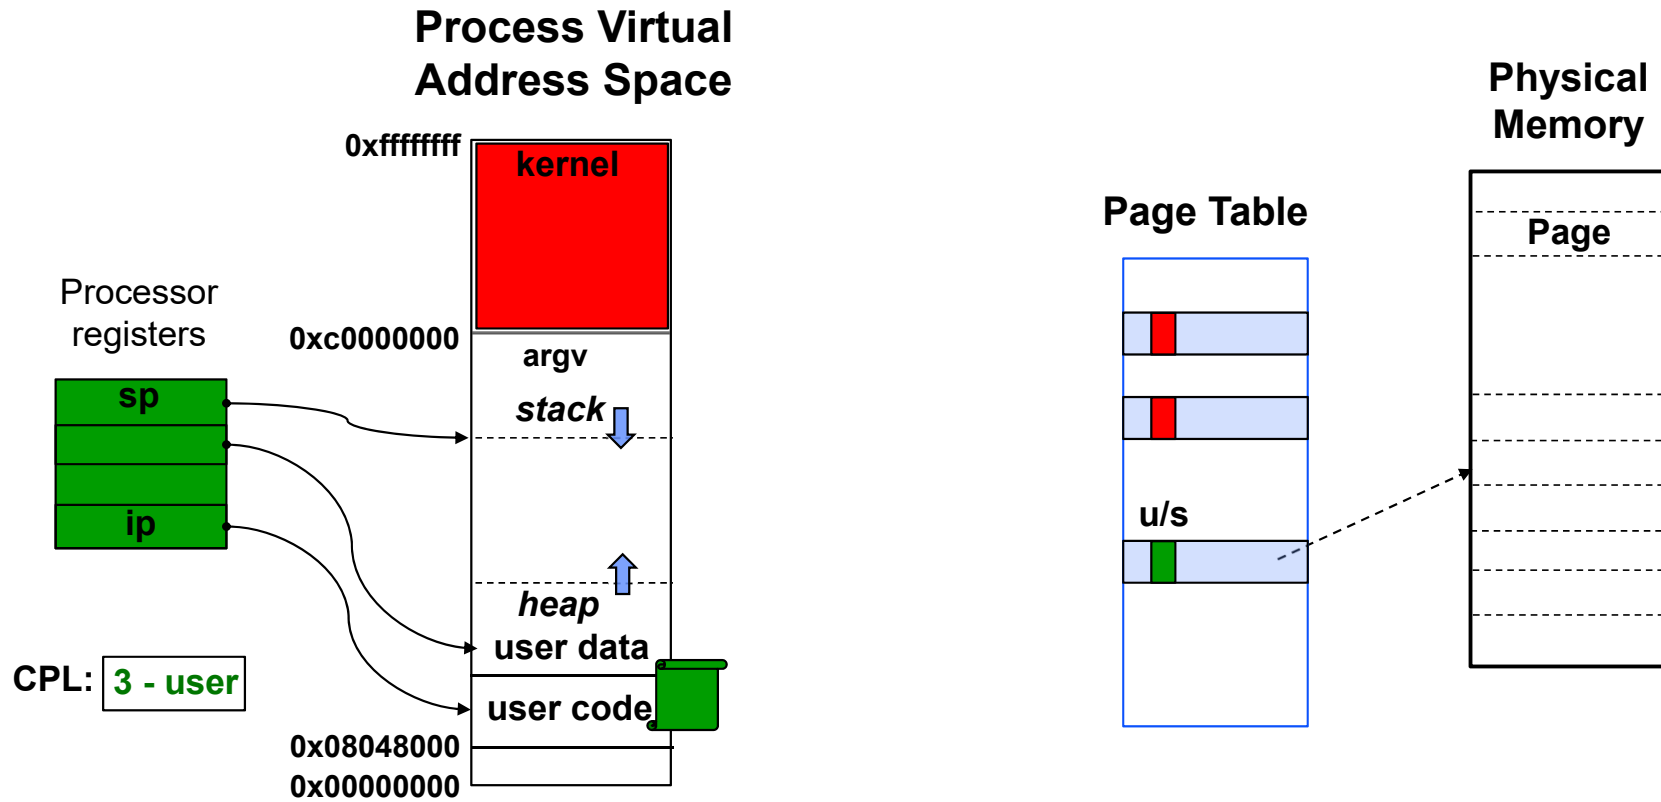 Process Virtual
Address Space
Physical
Memory
0xffffffff
kernel
Page Table
Page
Processor
registers
0xc0000000
argv
sp
stack
ip
u/s
heap
user data
CPL: 3 - user
user code
0x08048000
0x00000000